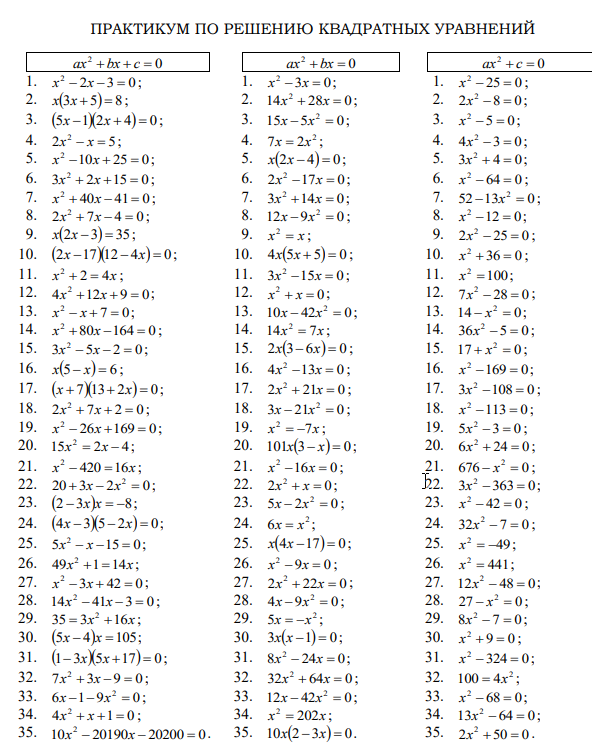 ПРАКТИКУМ ПО РЕШЕНИЮ КВАДРАТНЫХ УРАВНЕНИЙ
ax² + bx + c = 0
1. x² − 2x − 3 = 0;
2. x(3x + 5) = 8;
3. (5x − 1)(2x + 4) = 0;
4. 2x² − x = 5;
5. x² − 10x + 25 = 0;
6. 3x² + 2x + 15 = 0;
7. x² + 40x − 41 = 0;
8. 2x² + 7x − 4 = 0;
9. x(2x − 3) = 35;
10. (2x − 17)(12 − 4x) = 0;
11. x² + 2 = 4x;
12. 4x² + 12x + 9 = 0;
13. x² − x + 7 = 0;
14. x² + 80x − 164 = 0;
15. 3x² − 5x − 2 = 0;
16. x(5 − x) = 6;
17. (x + 7)(13 + 2x) = 0;
18. 2x² + 7x + 2 = 0;
19. x² − 26x + 169 = 0;
20. 15x² = 2x − 4;
21. x² − 420 = 16x;
22. 20 + 3x − 2x² = 0;
23. (2 − 3x)x = −8;
24. (4x − 3)(5 − 2x) = 0;
25. 5x² − x − 15 = 0;
26. 49x² + 1 = 14x;
27. x² − 3x + 42 = 0;
28. 14x² − 41x − 3 = 0;
29. 35 = 3x² + 16x;
30. (5x − 4)x = 105;
31. (1 − 3x)(5x + 17) = 0;
32. 7x² + 3x − 9 = 0;
33. 6x − 1 − 9x² = 0;
34. 4x² + x + 1 = 0;
35. 10x² − 20190x − 20200 = 0.
ax² + bx = 0
1. x² − 3x = 0;
2. 14x² + 28x = 0;
3. 15x − 5x² = 0;
4. 7x = 2x²;
5. x(2x − 4) = 0;
6. 2x² − 17x = 0;
7. 3x² + 14x = 0;
8. 12x − 9x² = 0;
9. x² = x;
10. 4x(5x + 5) = 0;
11. 3x² − 15x = 0;
12. x² + x = 0;
13. 10x − 42x² = 0;
14. 14x² = 7x;
15. 2x(3 − 6x) = 0;
16. 4x² − 13x = 0;
17. 2x² + 21x = 0;
18. 3x − 21x² = 0;
19. x² = −7x;
20. 101x(3 − x) = 0;
21. x² − 16x = 0;
22. 2x² + x = 0;
23. 5x − 2x² = 0;
24. 6x = x²;
25. x(4x − 17) = 0;
26. x² − 9x = 0;
27. 2x² + 22x = 0;
28. 4x − 9x² = 0;
29. 5x = −x²;
30. 3x(x − 1) = 0;
31. 8x² − 24x = 0;
32. 32x² + 64x = 0;
33. 12x − 42x² = 0;
34. x² = 202x;
35. 10x(2 − 3x) = 0.
ax² + c = 0
1. x² − 25 = 0;
2. 2x² − 8 = 0;
3. x² − 5 = 0;
4. 4x² − 3 = 0;
5. 3x² + 4 = 0;
6. x² − 64 = 0;
7. 52 − 13x² = 0;
8. x² − 12 = 0;
9. 2x² − 25 = 0;
10. x² + 36 = 0;
11. x² = 100;
12. 7x² − 28 = 0;
13. 14 − x² = 0;
14. 36x² − 5 = 0;
15. 17 + x² = 0;
16. x² − 169 = 0;
17. 3x² − 108 = 0;
18. x² − 113 = 0;
19. 5x² − 3 = 0;
20. 6x² + 24 = 0;
21. 676 − x² = 0;
22. 3x² − 363 = 0;
23. x² − 42 = 0;
24. 32x² − 7 = 0;
25. x² = −49;
26. x² = 441;
27. 12x² − 48 = 0;
28. 27 − x² = 0;
29. 8x² − 7 = 0;
30. x² + 9 = 0;
31. x² − 324 = 0;
32. 100 = 4x²;
33. x² − 68 = 0;
34. 13x² − 64 = 0;
35. 2x² + 50 = 0.